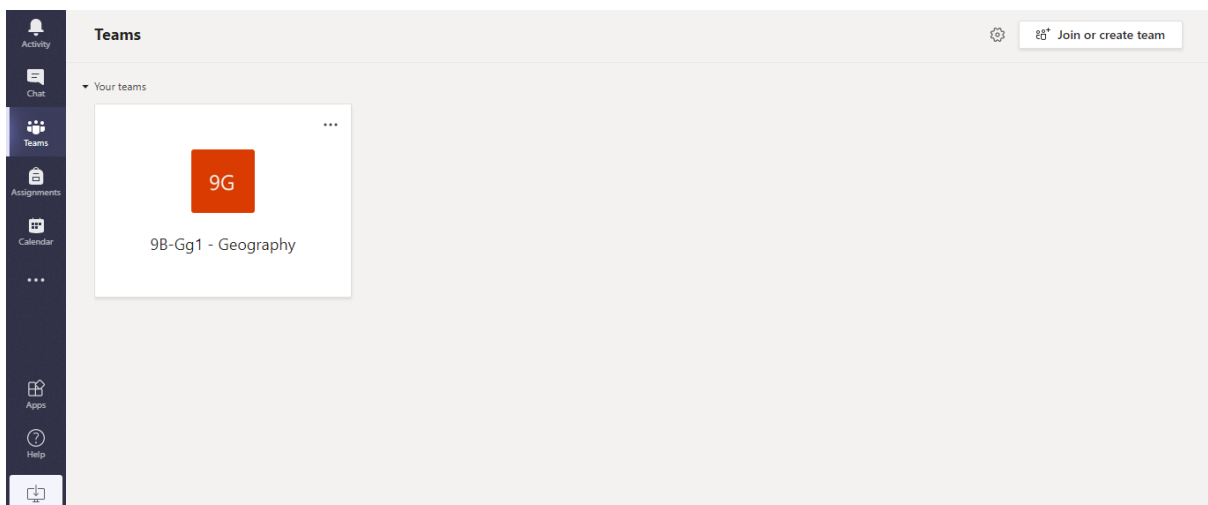 Activity
Chat
Teams
Assignments
Calendar
Apps
Help
Teams
Join or create team
Your teams
9G
9B-Gg1 - Geography